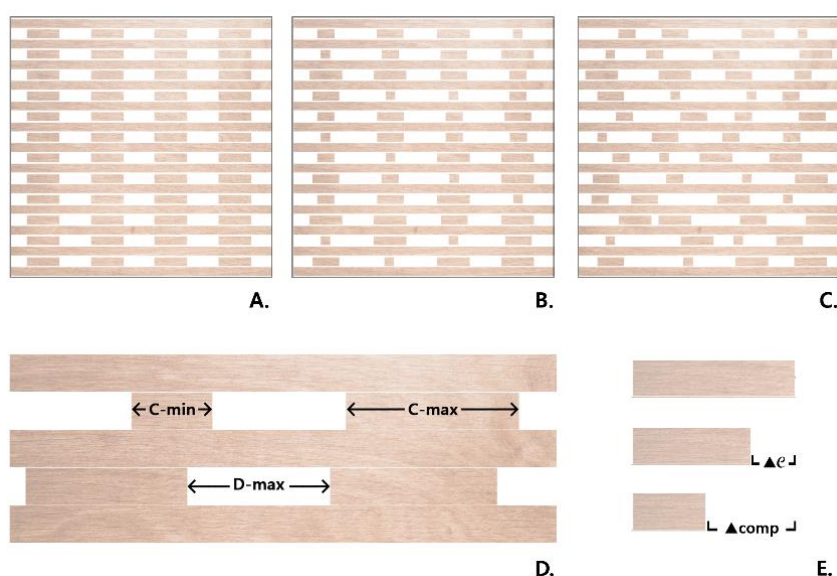 A.
B.
C.
C-min
C-max
D-max
▲e
▲comp
D.
E.